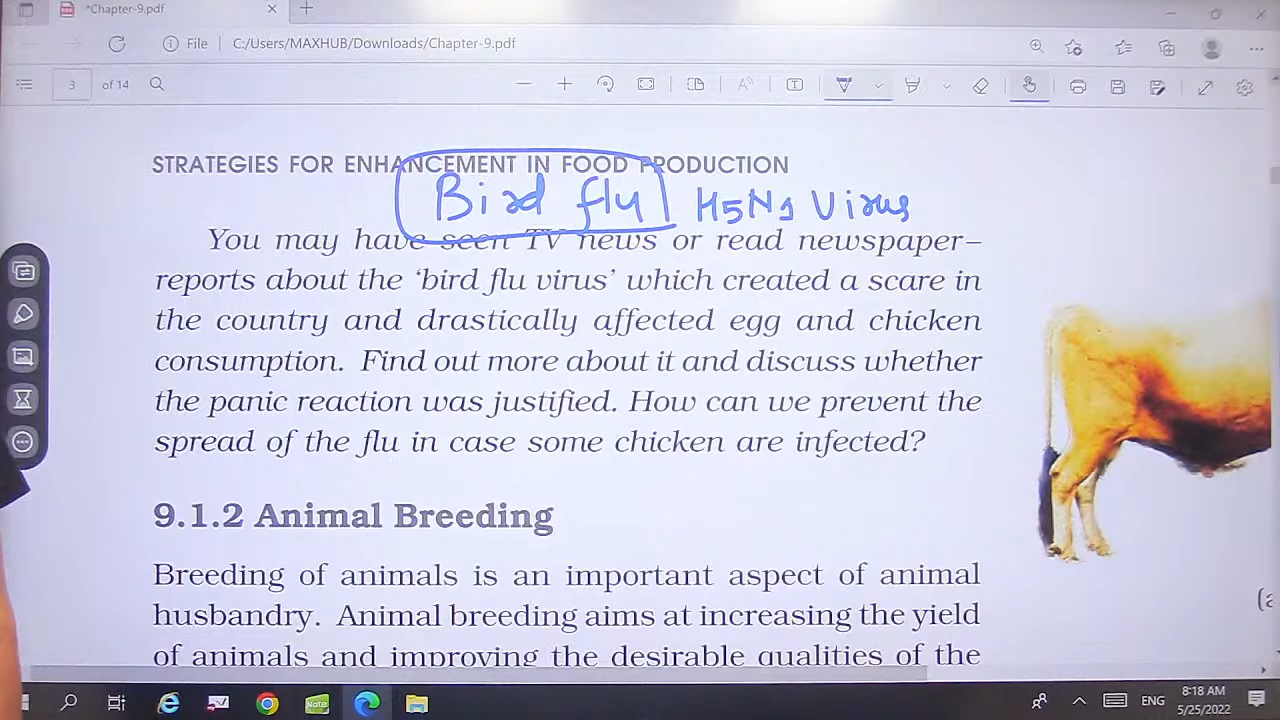 *Chapter-9.pdf
File C:/Users/MAXHUB/Downloads/Chapter-9.pdf
3 of 14
STRATEGIES FOR ENHANCEMENT IN FOOD PRODUCTION
Bird flu H5N1 Virus
You may have seen TV news or read newspaper–
reports about the ‘bird flu virus’ which created a scare in
the country and drastically affected egg and chicken
consumption. Find out more about it and discuss whether
the panic reaction was justified. How can we prevent the
spread of the flu in case some chicken are infected?
9.1.2 Animal Breeding
Breeding of animals is an important aspect of animal
husbandry. Animal breeding aims at increasing the yield
of animals and improving the desirable qualities of the
(a
Note
ENG 8:18 AM
5/25/2022